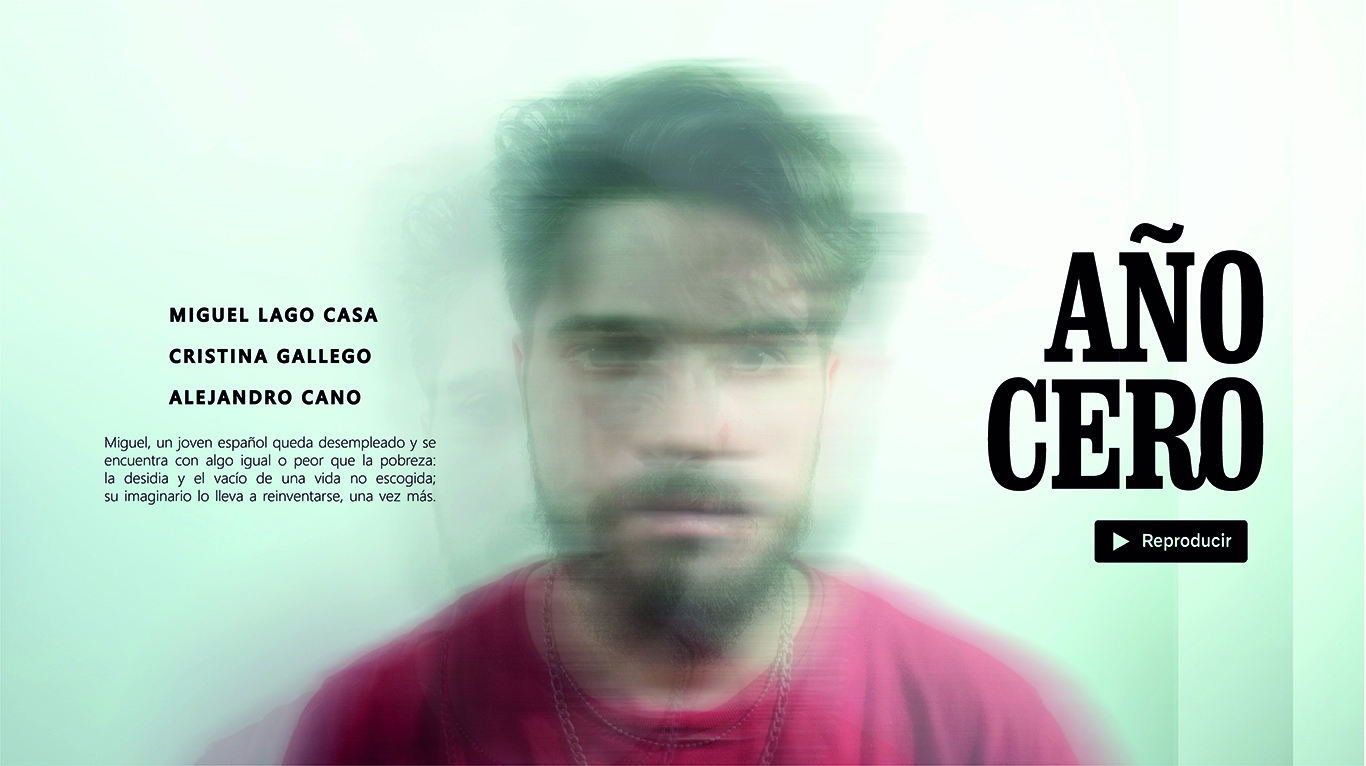 MIGUEL LAGO CASA
CRISTINA GALLEGO
ALEJANDRO CANO
Miguel, un joven español queda desempleado y se
encuentra con algo igual o peor que la pobreza:
la desidia y el vacío de una vida no escogida;
su imaginario lo lleva a reinventarse, una vez más.
AÑO
CERO
Reproducir